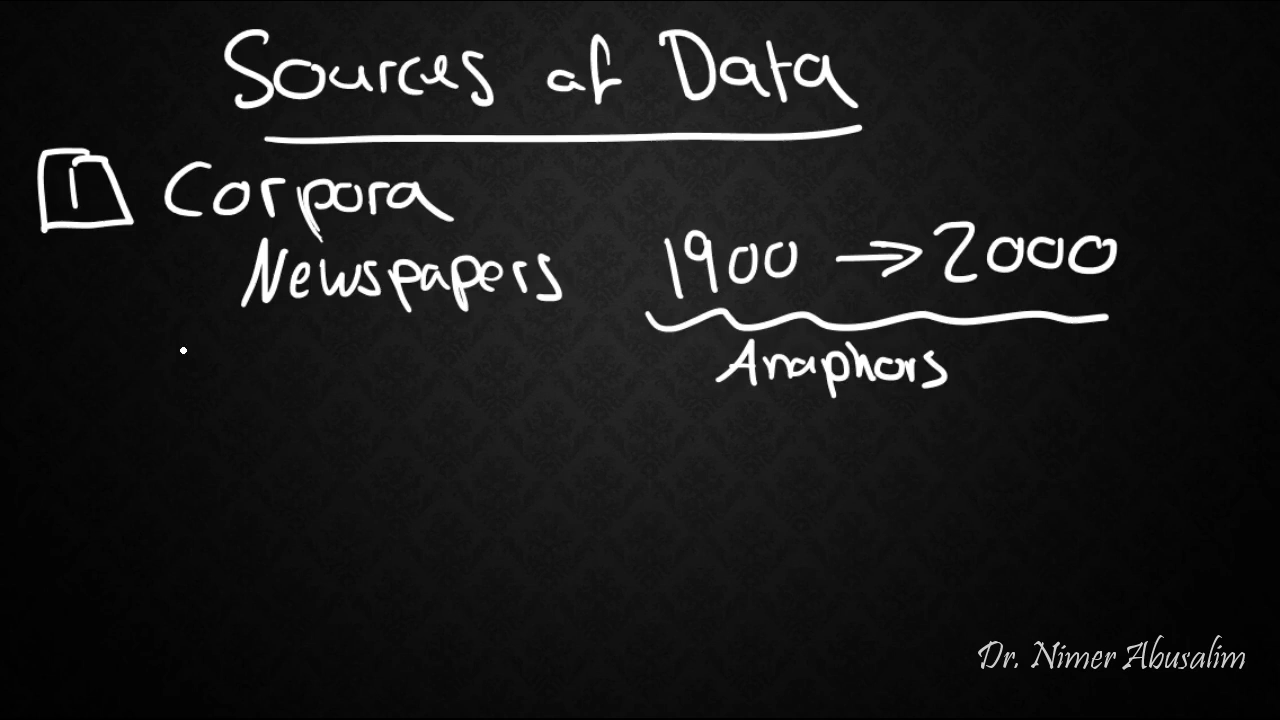 Sources of Data
1 Corpora
Newspapers 1900 → 2000
Anaphors
Dr. Nimer Abusalim